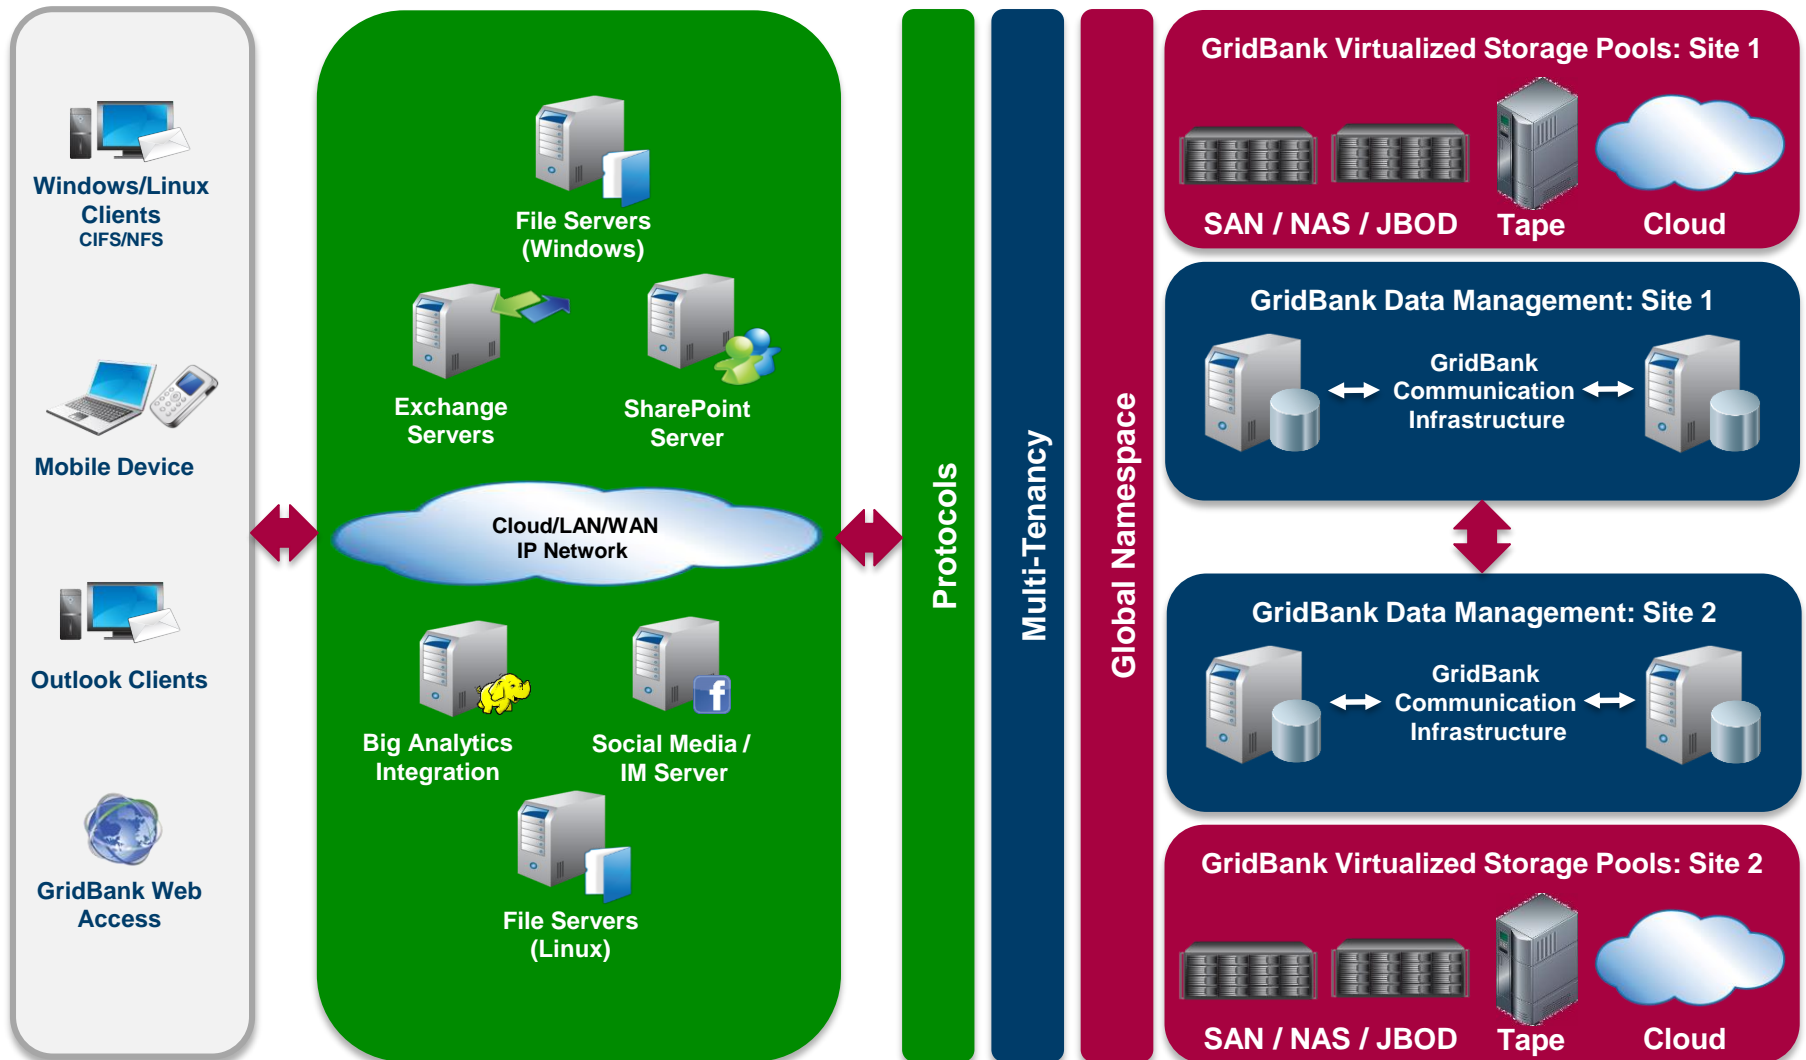 Windows/Linux
Clients
CIFS/NFS
Mobile Device
Outlook Clients
GridBank Web
Access
File Servers
(Windows)
Exchange
Servers
SharePoint
Server
Cloud/LAN/WAN
IP Network
Big Analytics
Integration
Social Media /
IM Server
File Servers
(Linux)
Protocols
Multi-Tenancy
Global Namespace
GridBank Virtualized Storage Pools: Site 1
SAN / NAS / JBOD
Tape
Cloud
GridBank Data Management: Site 1
GridBank
Communication
Infrastructure
GridBank Data Management: Site 2
GridBank
Communication
Infrastructure
GridBank Virtualized Storage Pools: Site 2
SAN / NAS / JBOD
Tape
Cloud